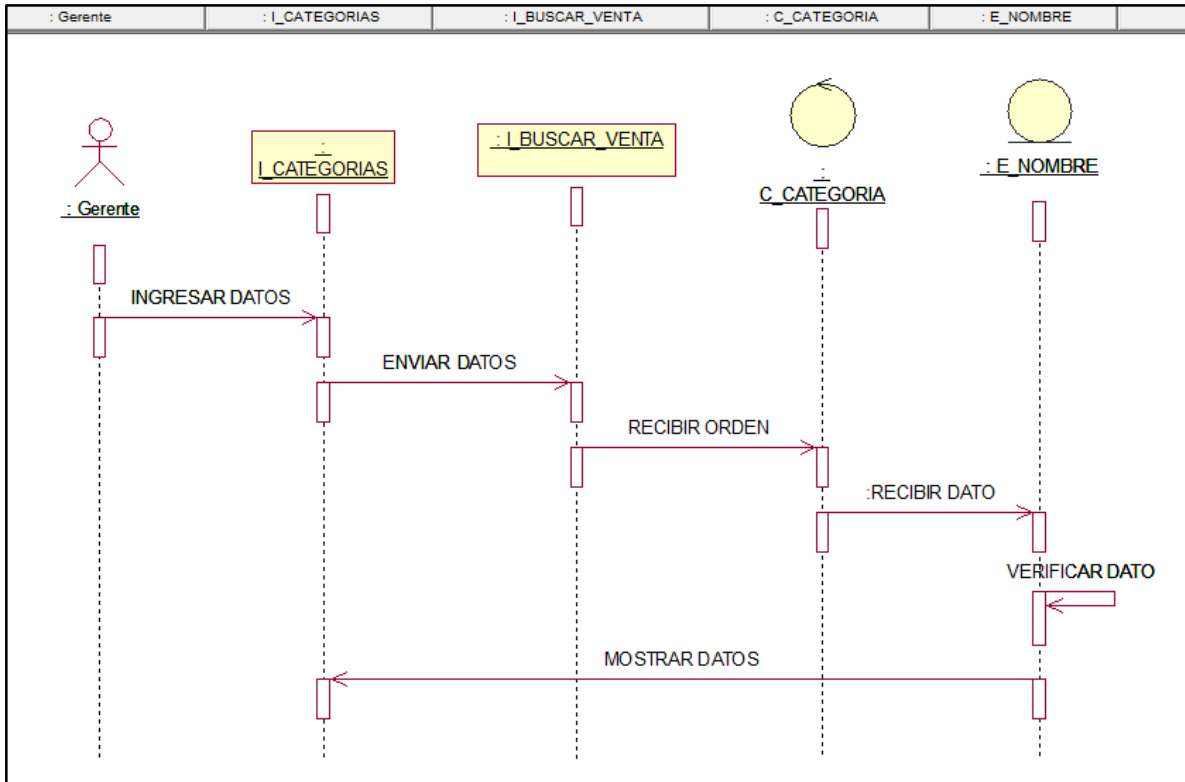 : Gerente
: I_CATEGORIAS
: I_BUSCAR_VENTA
: C_CATEGORIA
: E_NOMBRE
: Gerente
:
I_CATEGORIAS
: I_BUSCAR_VENTA
:
C_CATEGORIA
: E_NOMBRE
INGRESAR DATOS
ENVIAR DATOS
RECIBIR ORDEN
:RECIBIR DATO
VERIFICAR DATO
MOSTRAR DATOS